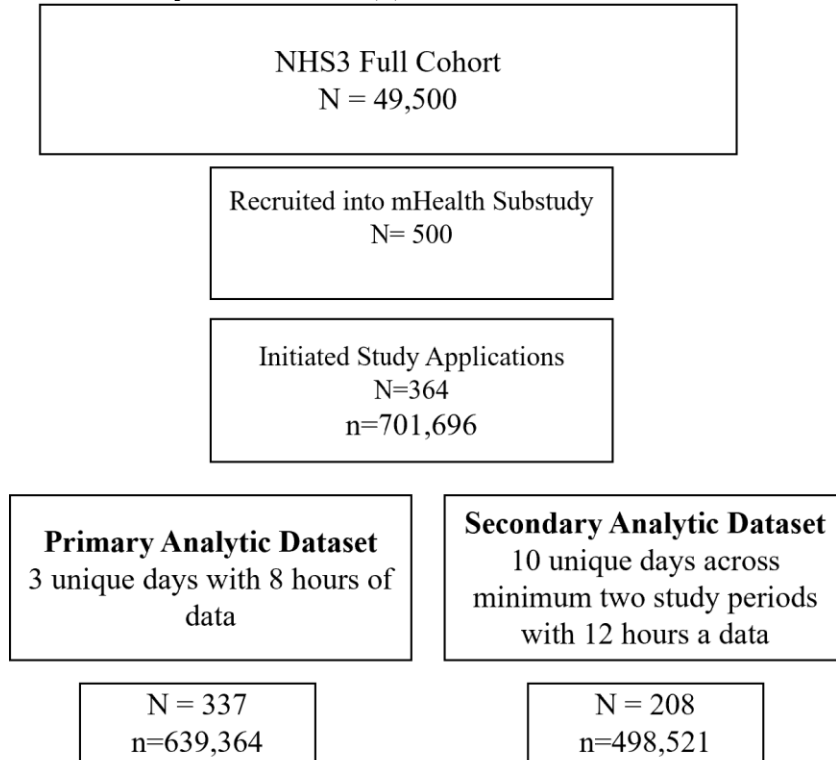 NHS3 Full Cohort
N = 49,500
Recruited into mHealth Substudy
N= 500
Initiated Study Applications
N=364
n=701,696
Primary Analytic Dataset
3 unique days with 8 hours of
data
Secondary Analytic Dataset
10 unique days across
minimum two study periods
with 12 hours a data
N = 337
n=639,364
N = 208
n=498,521